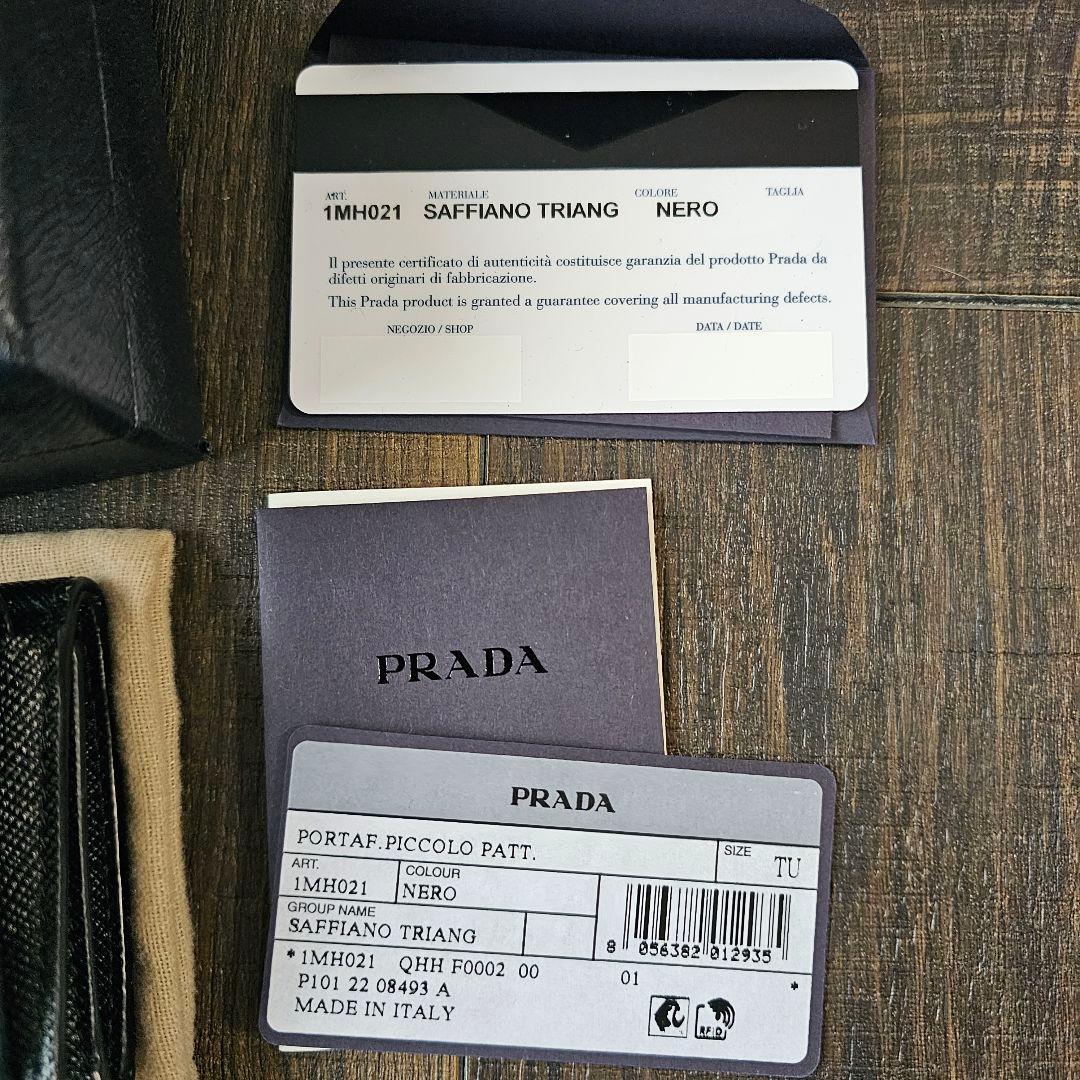 ART. MATERIALE COLORE TAGLIA
1MH021 SAFFIANO TRIANG NERO
Il presente certificato di autenticità costituisce garanzia del prodotto Prada da
difetti originari di fabbricazione.
This Prada product is granted a guarantee covering all manufacturing defects.
NEGOZIO / SHOP DATA / DATE
PRADA
PRADA
PORTAF.PICCOLO PATT.
SIZE TU
ART. COLOUR
1MH021 NERO
GROUP NAME
SAFFIANO TRIANG
8 056382 012935
*1MH021 QHH F0002 00 01 *
P101 22 08493 A
MADE IN ITALY
RFID